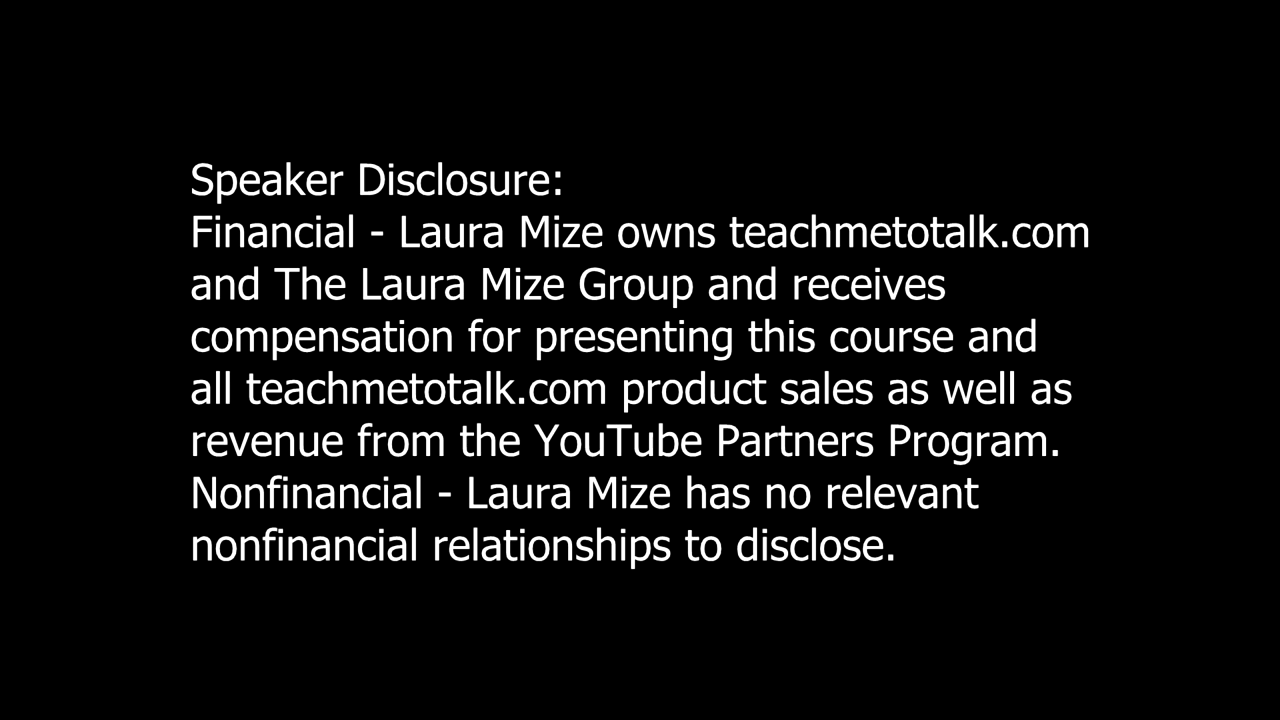 Speaker Disclosure:
Financial - Laura Mize owns teachmetotalk.com
and The Laura Mize Group and receives
compensation for presenting this course and
all teachmetotalk.com product sales as well as
revenue from the YouTube Partners Program.
Nonfinancial - Laura Mize has no relevant
nonfinancial relationships to disclose.